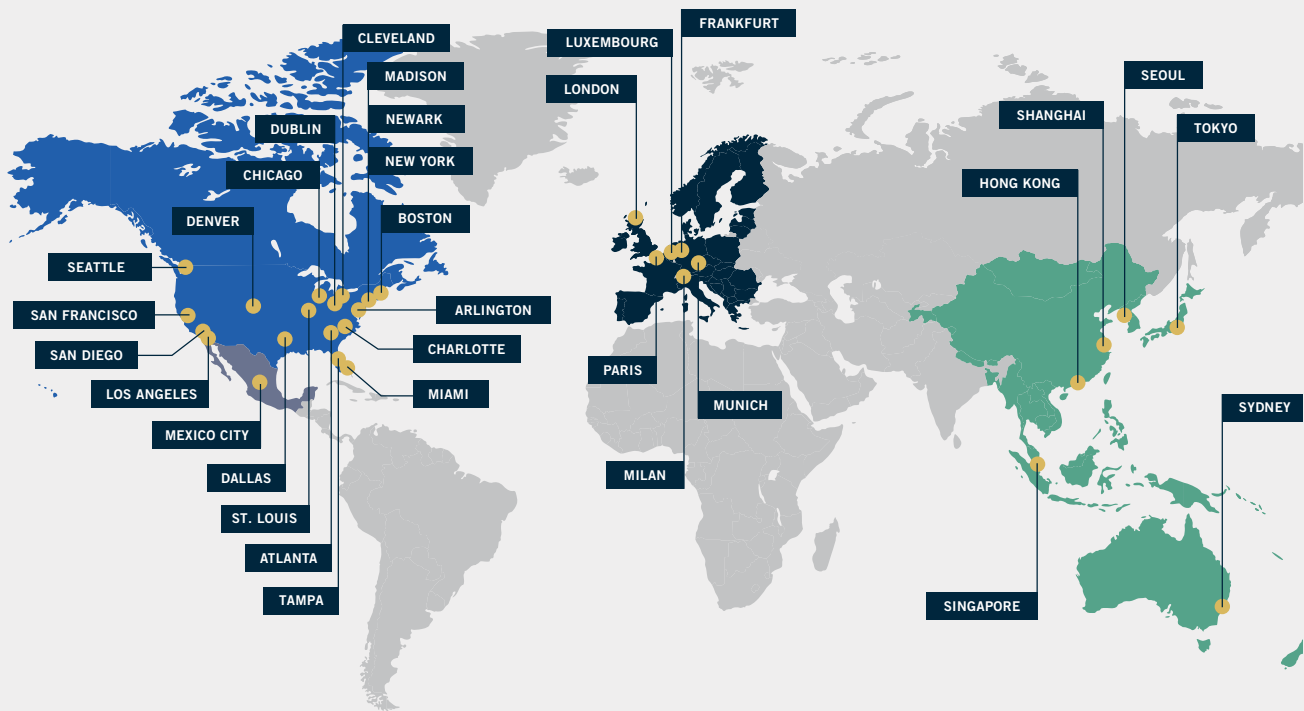 FRANKFURT
CLEVELAND
LUXEMBOURG
MADISON
SEOUL
LONDON
NEWARK
SHANGHAI
DUBLIN
TOKYO
NEW YORK
CHICAGO
HONG KONG
DENVER
BOSTON
SEATTLE
SAN FRANCISCO
ARLINGTON
SAN DIEGO
CHARLOTTE
PARIS
LOS ANGELES
MIAMI
MUNICH
SYDNEY
MEXICO CITY
DALLAS
MILAN
ST. LOUIS
ATLANTA
TAMPA
SINGAPORE